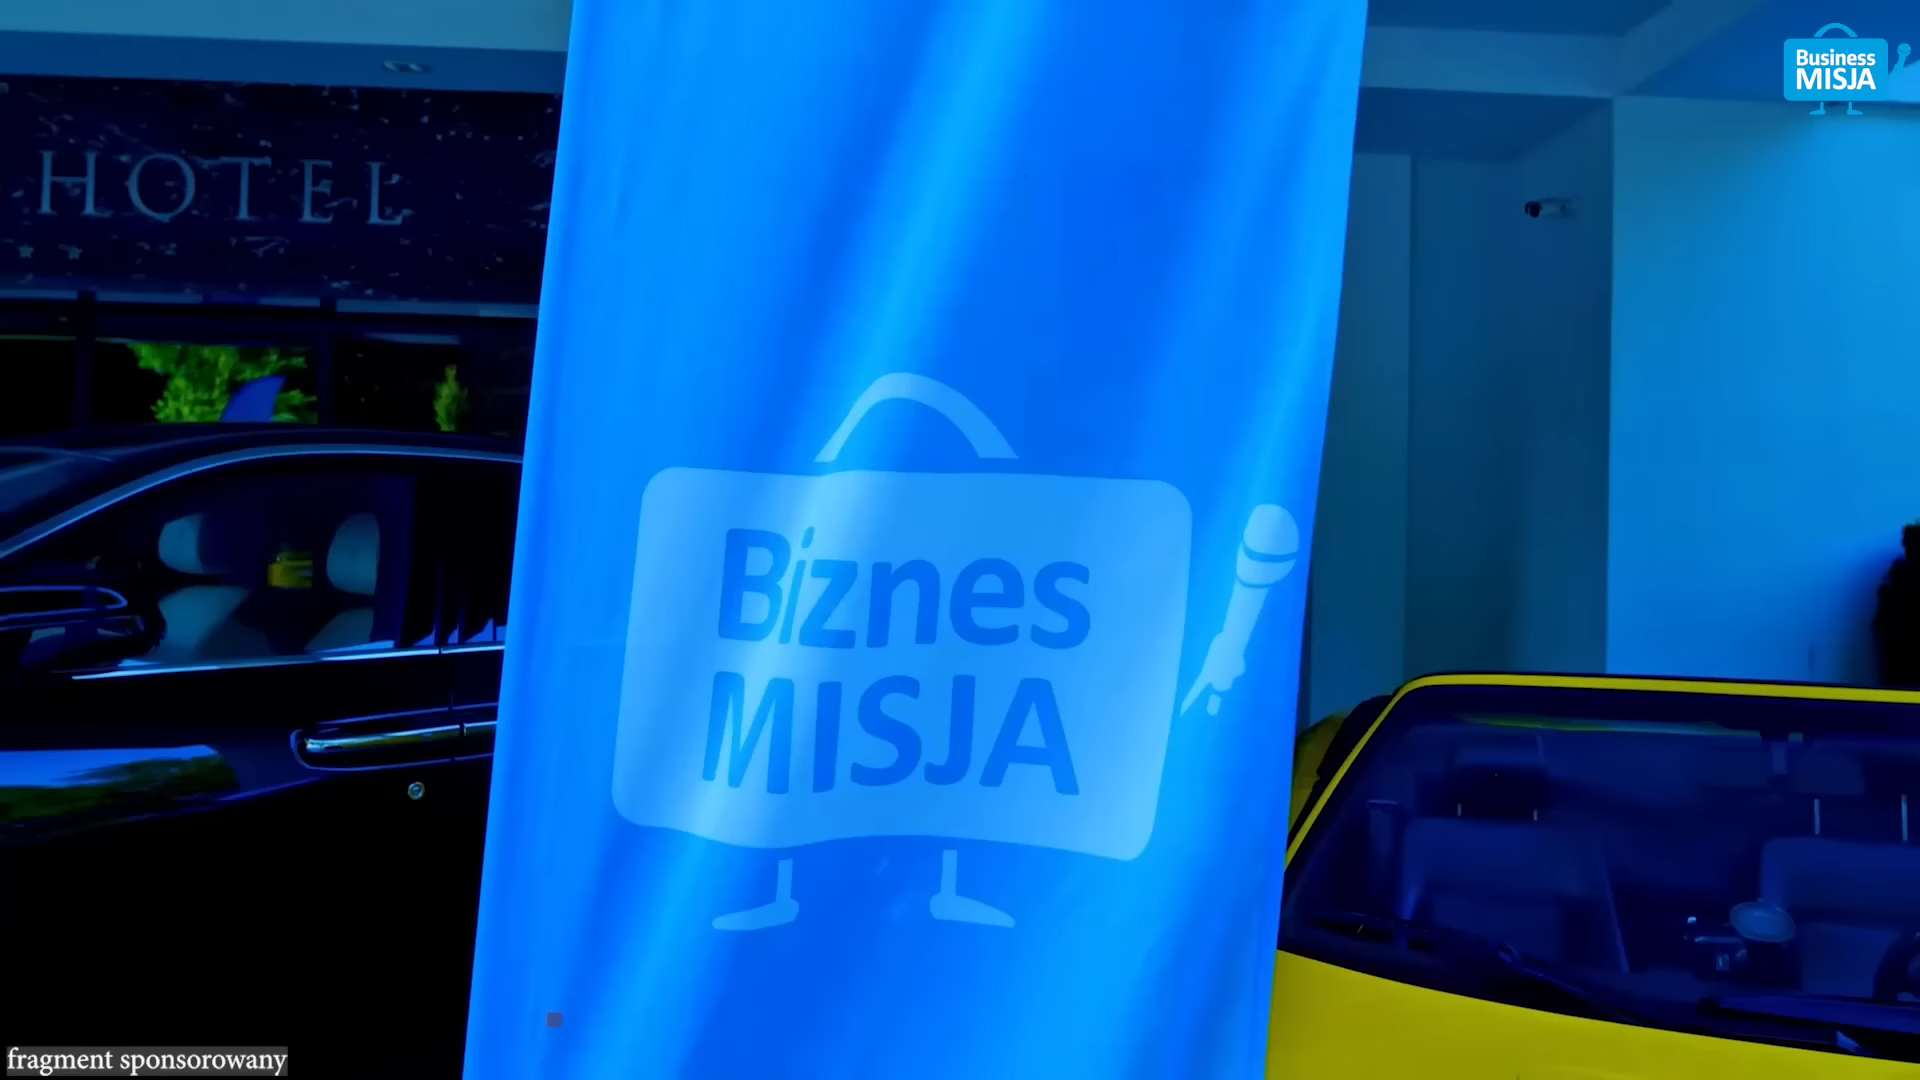 Business
MISJA
HOTEL
Biznes
MISJA
fragment sponsorowany